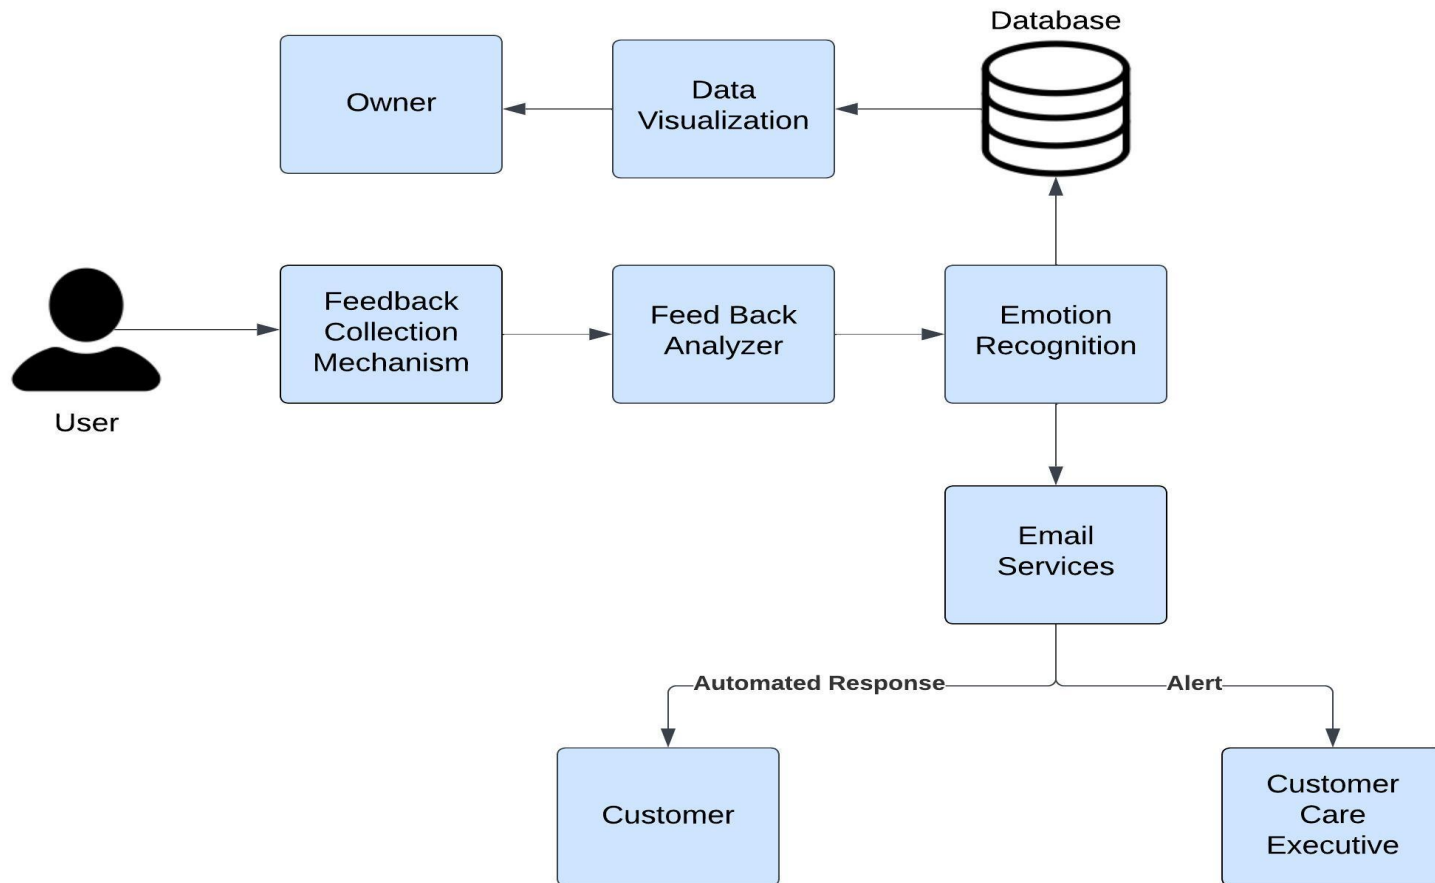 Database
Owner
Data
Visualization
Feedback
Collection
Mechanism
Feed Back
Analyzer
Emotion
Recognition
User
Email
Services
Automated Response
Alert
Customer
Customer
Care
Executive